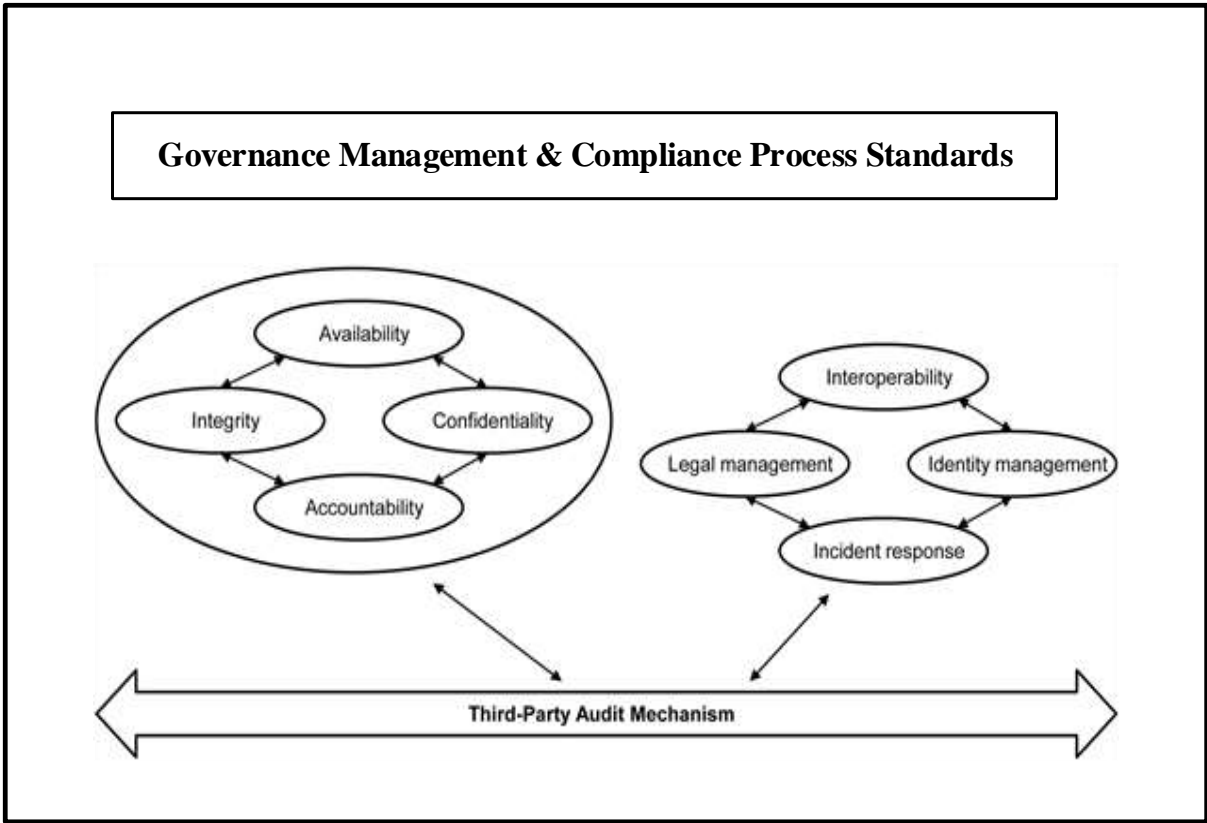 Governance Management & Compliance Process Standards
Availability
Integrity
Confidentiality
Accountability
Interoperability
Legal management
Identity management
Incident response
Third-Party Audit Mechanism